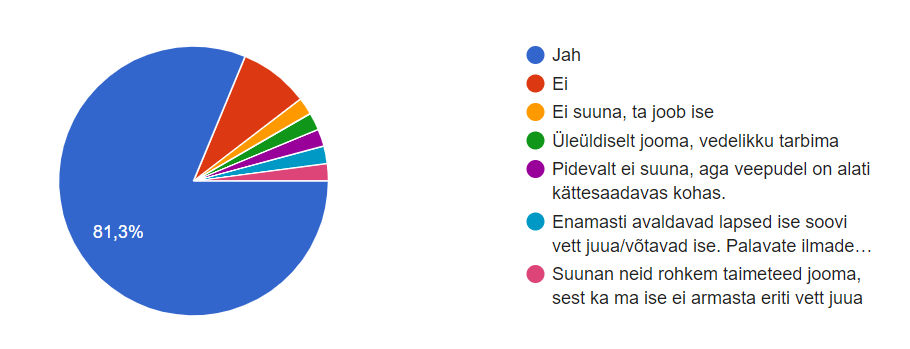 81,3%
Jah
Ei
Ei suuna, ta joob ise
Üleüldiselt jooma, vedelikku tarbima
Pidevalt ei suuna, aga veepudel on alati
kättesaadavas kohas.
Enamasti avaldavad lapsed ise soovi
vett juua/võtavad ise. Palavate ilmade…
Suunan neid rohkem taimeteed jooma,
sest ka ma ise ei armasta eriti vett juua